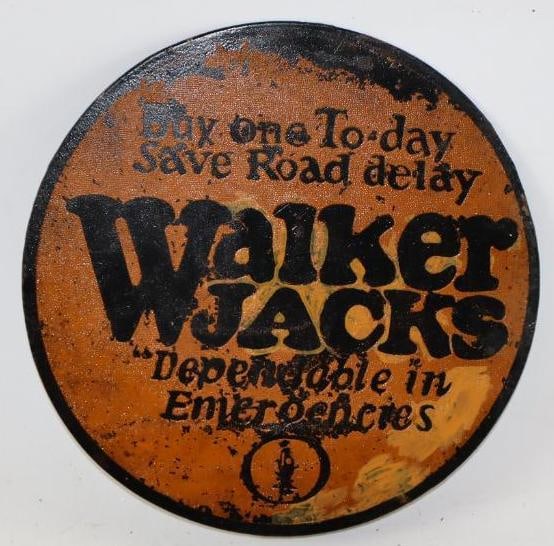 Buy one To-day
Save Road delay
Walker
JACKS
"Dependable in
Emergencies